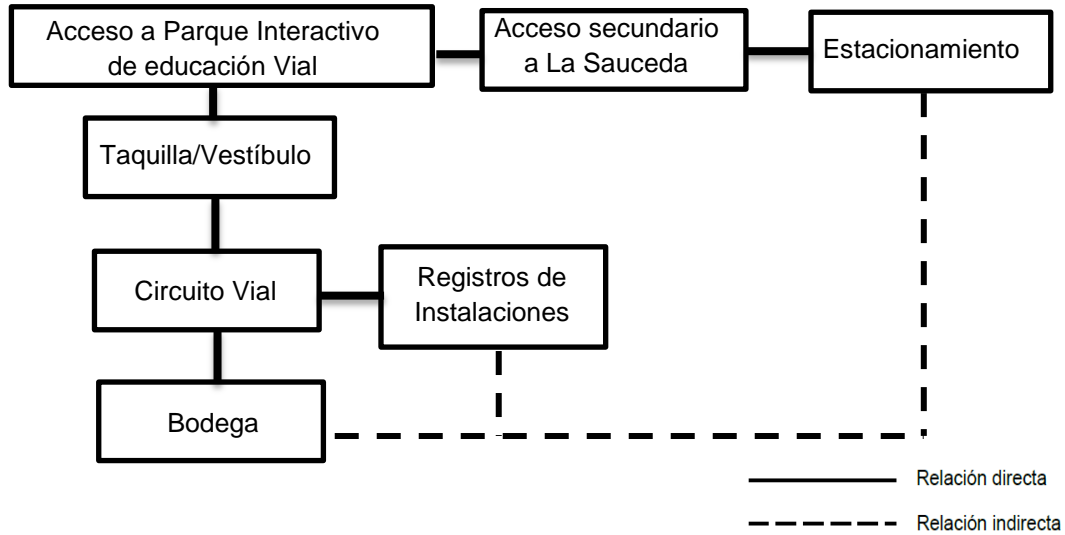 Acceso a Parque Interactivo
de educación Vial
Acceso secundario
a La Sauceda
Estacionamiento
Taquilla/Vestíbulo
Circuito Vial
Registros de
Instalaciones
Bodega
Relación directa
Relación indirecta